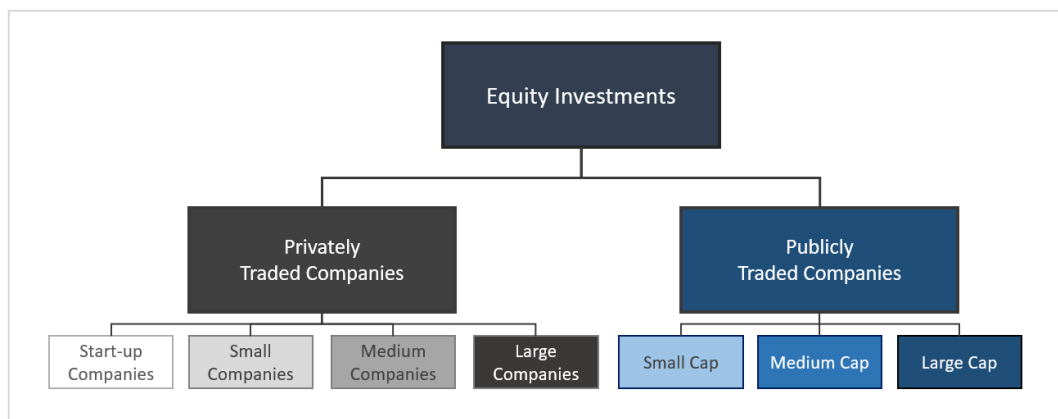 Equity Investments
Privately
Traded Companies
Publicly
Traded Companies
Start-up
Companies
Small
Companies
Medium
Companies
Large
Companies
Small Cap
Medium Cap
Large Cap